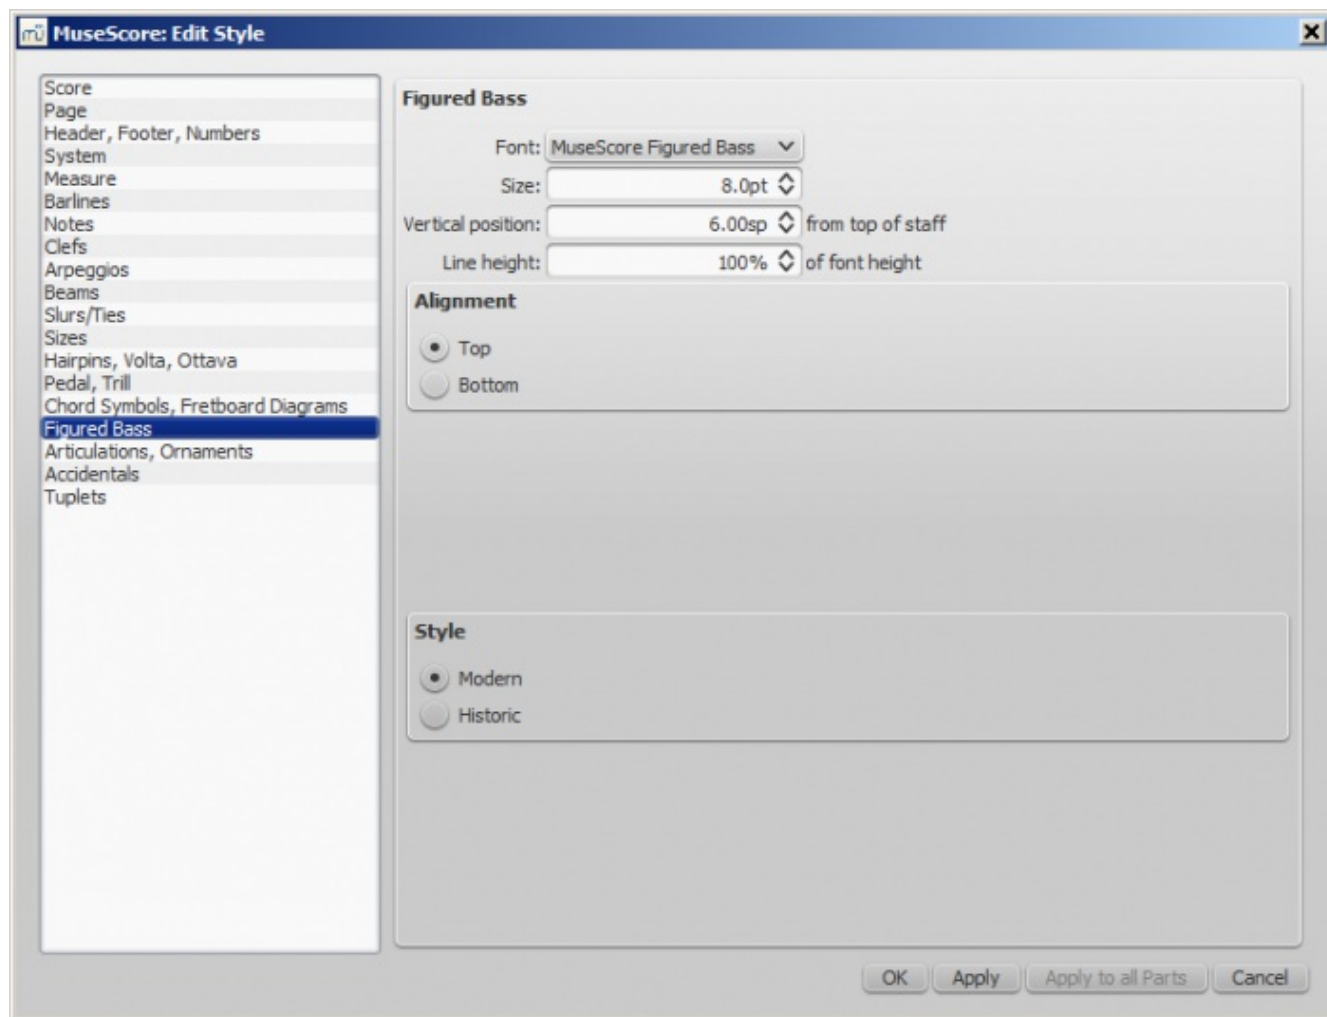 mü MuseScore: Edit Style
Score
Page
Header, Footer, Numbers
System
Measure
Barlines
Notes
Clefs
Arpeggios
Beams
Slurs/Ties
Sizes
Hairpins, Volta, Ottava
Pedal, Trill
Chord Symbols, Fretboard Diagrams
Figured Bass
Articulations, Ornaments
Accidentals
Tuplets
Figured Bass
Font: MuseScore Figured Bass
Size: 8.0pt
Vertical position: 6.00sp from top of staff
Line height: 100% of font height
Alignment
Top
Bottom
Style
Modern
Historic
OK Apply Apply to all Parts Cancel